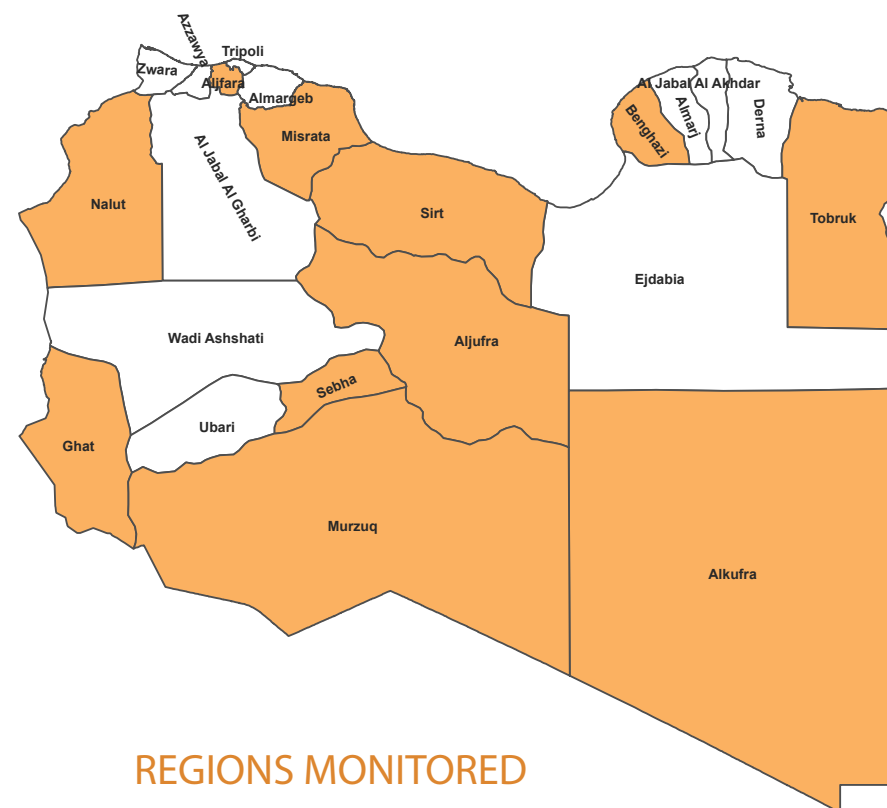 Azzawya
Tripoli
Zwara
Aljfara
Almargeb
Al Jabal Al Akhdar
Almarj
Derna
Benghazi
Misrata
Al Jabal Al Gharbi
Nalut
Sirt
Tobruk
Ejdabia
Wadi Ashshati
Aljufra
Sebha
Ubari
Ghat
Murzuq
Alkufra
REGIONS MONITORED